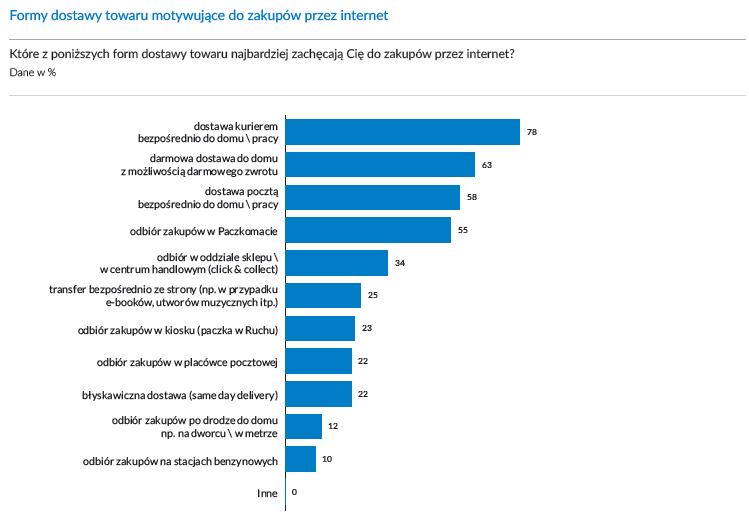 Formy dostawy towaru motywujące do zakupów przez internet
Które z poniższych form dostawy towaru najbardziej zachęcają Cię do zakupów przez internet?
Dane w %
dostawa kurierem
bezpośrednio do domu \ pracy
78
darmowa dostawa do domu
z możliwością darmowego zwrotu
63
dostawa pocztą
bezpośrednio do domu \ pracy
58
odbiór zakupów w Paczkomacie
55
odbiór w oddziale sklepu \
w centrum handlowym (click & collect)
34
transfer bezpośrednio ze strony (np. w przypadku
e-booków, utworów muzycznych itp.)
25
odbiór zakupów w kiosku (paczka w Ruchu)
23
odbiór zakupów w placówce pocztowej
22
błyskawiczna dostawa (same day delivery)
22
odbiór zakupów po drodze do domu
np. na dworcu \ w metrze
12
odbiór zakupów na stacjach benzynowych
10
Inne
0